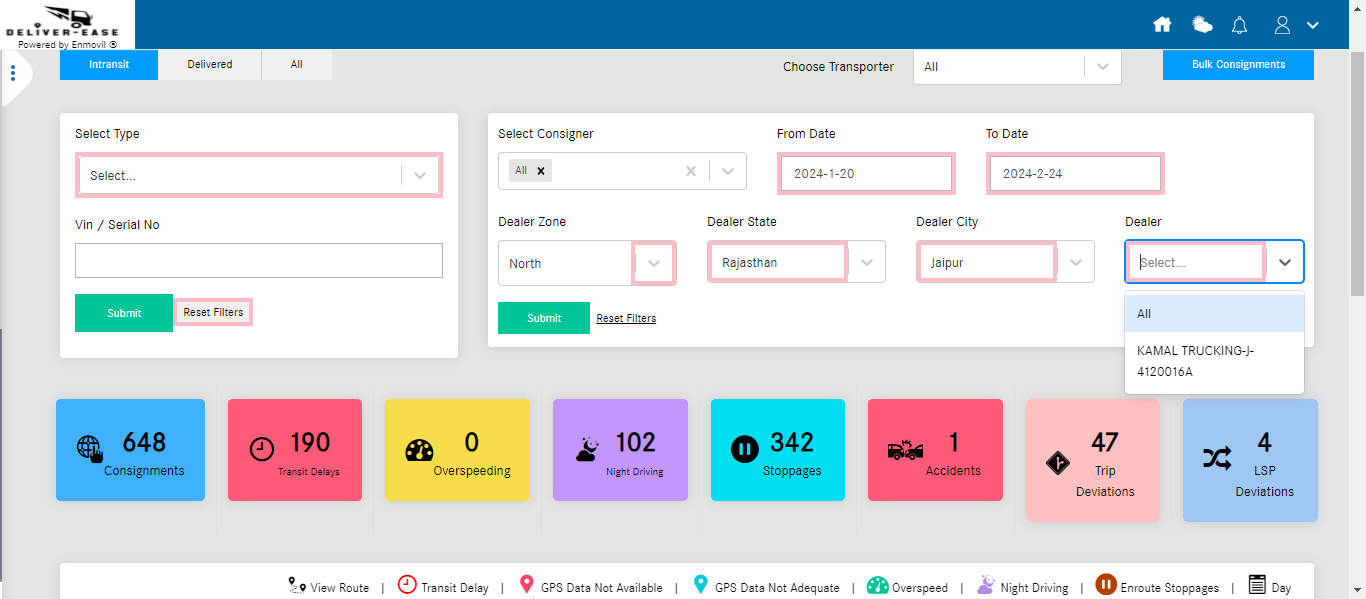 DELIVER-EASE
Powered by Enmovil ®
Intransit
Delivered
All
Choose Transporter
All
Bulk Consignments
Select Type
Select...
Vin / Serial No
Submit
Reset Filters
Select Consigner
All
From Date
2024-1-20
To Date
2024-2-24
Dealer Zone
North
Dealer State
Rajasthan
Dealer City
Jaipur
Dealer
Select...
All
KAMAL TRUCKING-J-
4120016A
Submit
Reset Filters
648
Consignments
190
Transit Delays
0
Overspeeding
102
Night Driving
342
Stoppages
1
Accidents
47
Trip
Deviations
4
LSP
Deviations
View Route | Transit Delay | GPS Data Not Available | GPS Data Not Adequate | Overspeed | Night Driving | Enroute Stoppages | Day